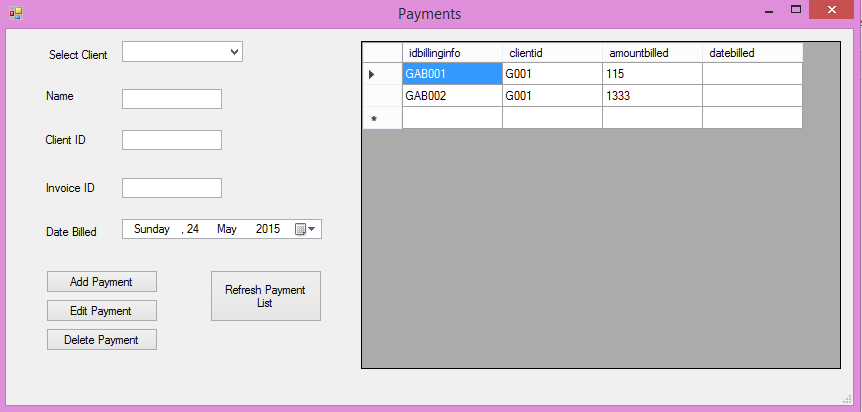 Payments
Select Client
Name
Client ID
Invoice ID
Date Billed
Sunday , 24 May 2015
Add Payment
Edit Payment
Delete Payment
Refresh Payment
List
idbillinginfo clientid amountbilled datebilled
GAB001 G001 115
GAB002 G001 1333